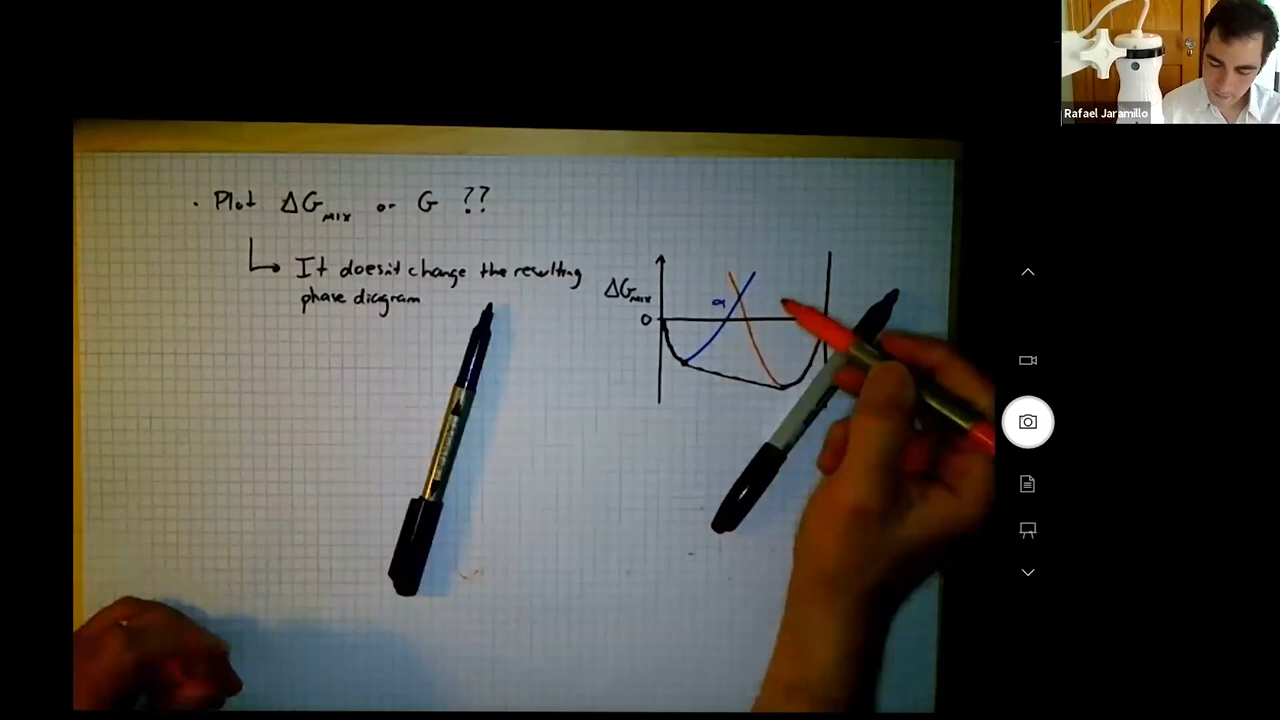 Rafael Jaramillo
· Plot ΔG_MIX or G ??
It doesn't change the resulting
phase diagram
ΔG_MIX
α
0